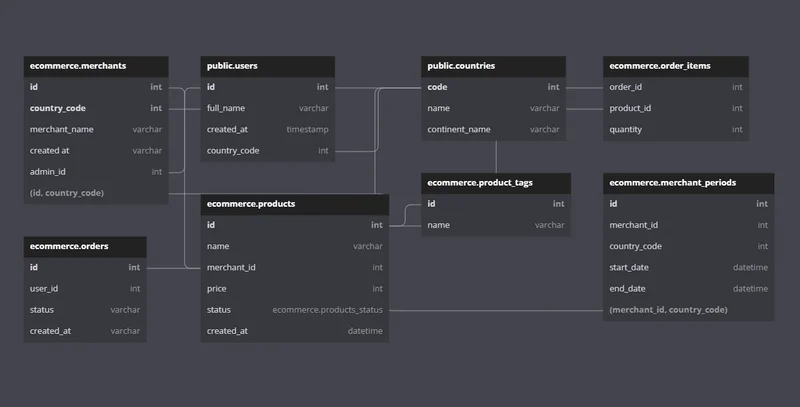 ecommerce.merchants
id int
country_code int
merchant_name varchar
created at varchar
admin_id int
(id, country_code)
public.users
id int
full_name varchar
created_at timestamp
country_code int
public.countries
code int
name varchar
continent_name varchar
ecommerce.order_items
order_id int
product_id int
quantity int
ecommerce.orders
id int
user_id int
status varchar
created_at varchar
ecommerce.products
id int
name varchar
merchant_id int
price int
status ecommerce.products_status
created_at datetime
ecommerce.product_tags
id int
name varchar
ecommerce.merchant_periods
id int
merchant_id int
country_code int
start_date datetime
end_date datetime
(merchant_id, country_code)